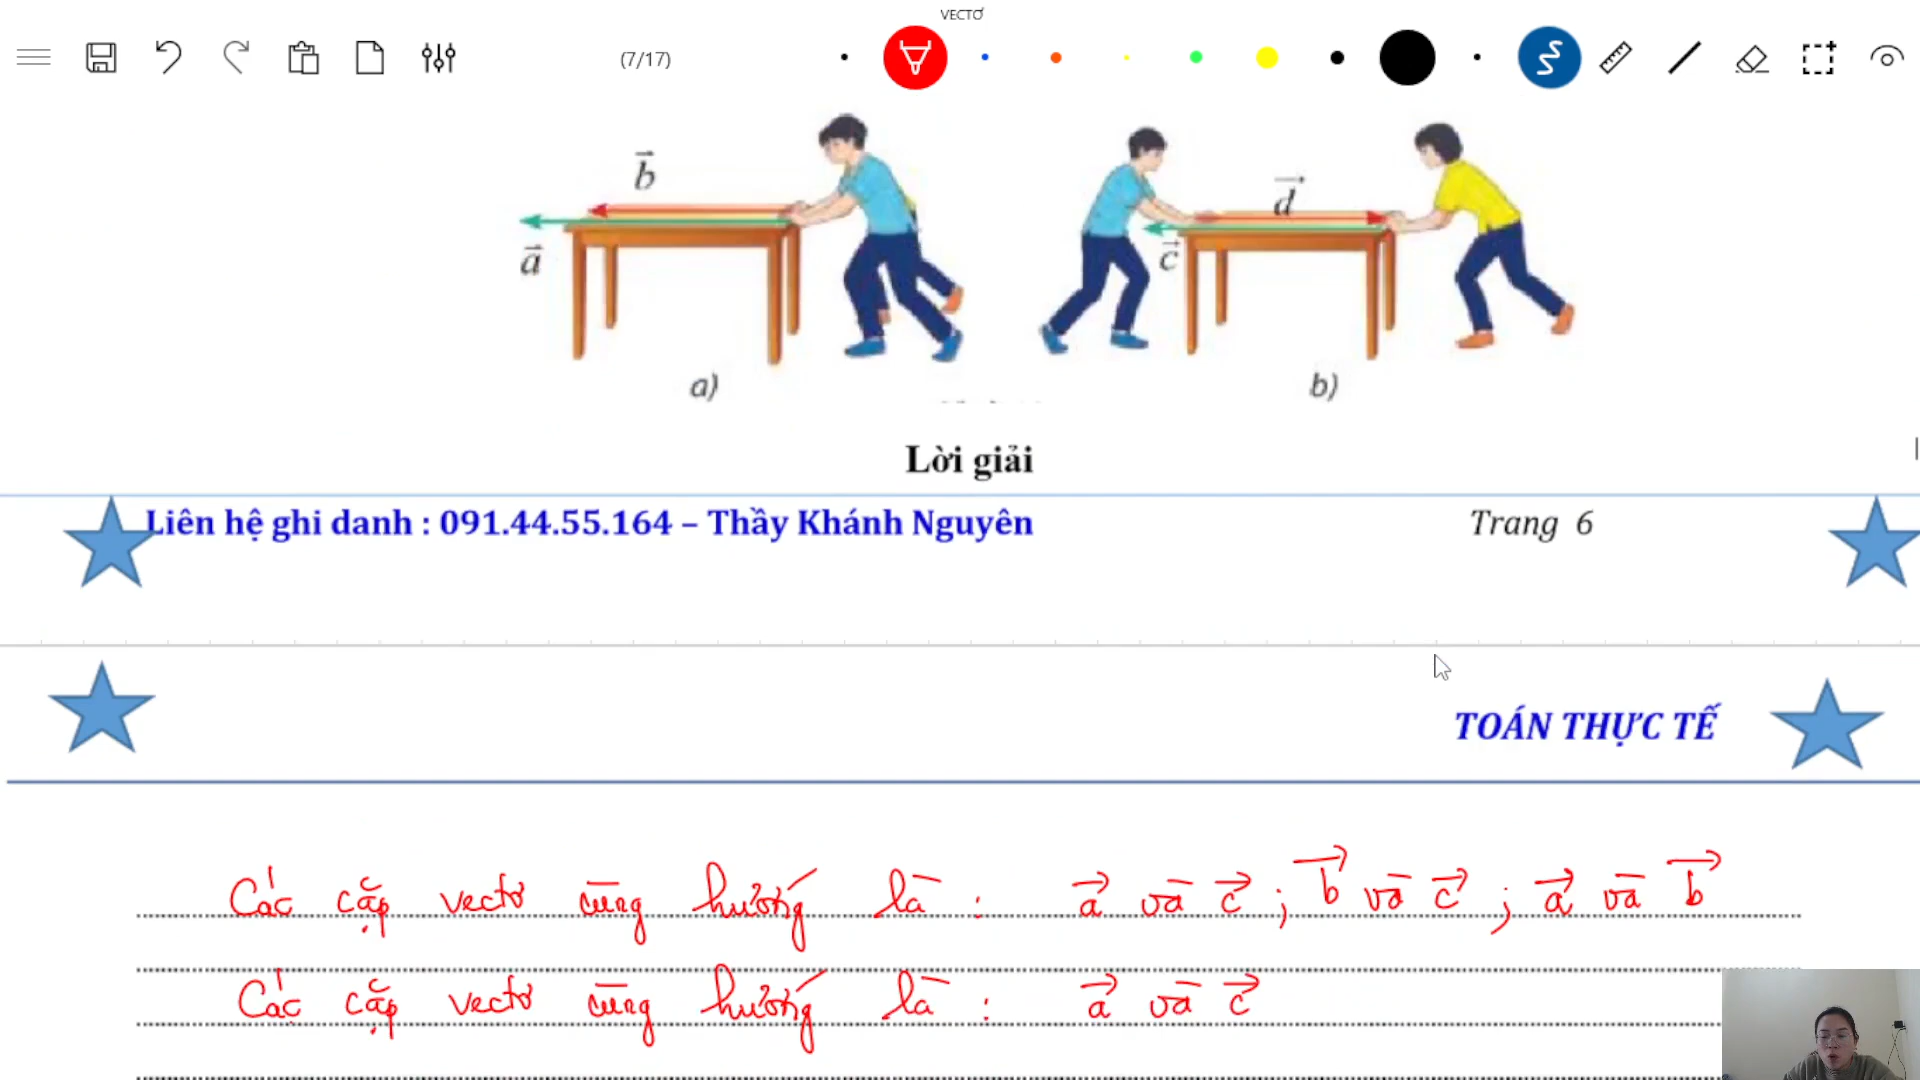 VECTƠ
(7/17)
b
d
a
c
a)
b)
Lời giải
Liên hệ ghi danh : 091.44.55.164 – Thầy Khánh Nguyên
Trang 6
TOÁN THỰC TẾ
Các cặp vectơ cùng hướng là : a và c ; b và c ; a và b
Các cặp vectơ cùng hướng là : a và c